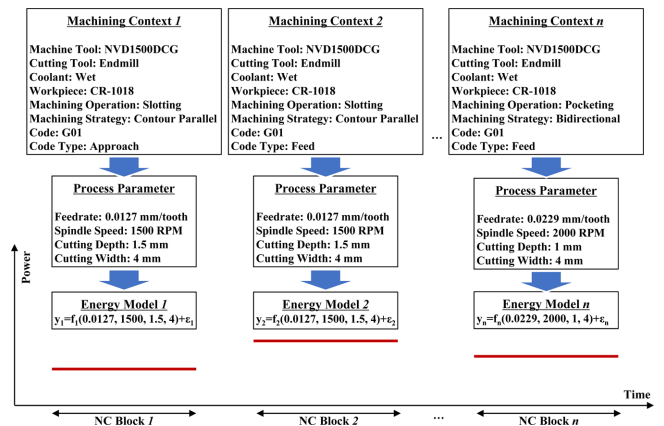 Machining Context 1
Machine Tool: NVD1500DCG
Cutting Tool: Endmill
Coolant: Wet
Workpiece: CR-1018
Machining Operation: Slotting
Machining Strategy: Contour Parallel
Code: G01
Code Type: Approach
Process Parameter
Feedrate: 0.0127 mm/tooth
Spindle Speed: 1500 RPM
Cutting Depth: 1.5 mm
Cutting Width: 4 mm
Energy Model 1
y₁=f₁(0.0127, 1500, 1.5, 4)+ε₁
NC Block 1
Machining Context 2
Machine Tool: NVD1500DCG
Cutting Tool: Endmill
Coolant: Wet
Workpiece: CR-1018
Machining Operation: Slotting
Machining Strategy: Contour Parallel
Code: G01
Code Type: Feed
Process Parameter
Feedrate: 0.0127 mm/tooth
Spindle Speed: 1500 RPM
Cutting Depth: 1.5 mm
Cutting Width: 4 mm
Energy Model 2
y₂=f₂(0.0127, 1500, 1.5, 4)+ε₂
NC Block 2
...
...
Machining Context n
Machine Tool: NVD1500DCG
Cutting Tool: Endmill
Coolant: Wet
Workpiece: CR-1018
Machining Operation: Pocketing
Machining Strategy: Bidirectional
Code: G01
Code Type: Feed
Process Parameter
Feedrate: 0.0229 mm/tooth
Spindle Speed: 2000 RPM
Cutting Depth: 1 mm
Cutting Width: 4 mm
Energy Model n
yₙ=fₙ(0.0229, 2000, 1, 4)+εₙ
NC Block n
Power
Time